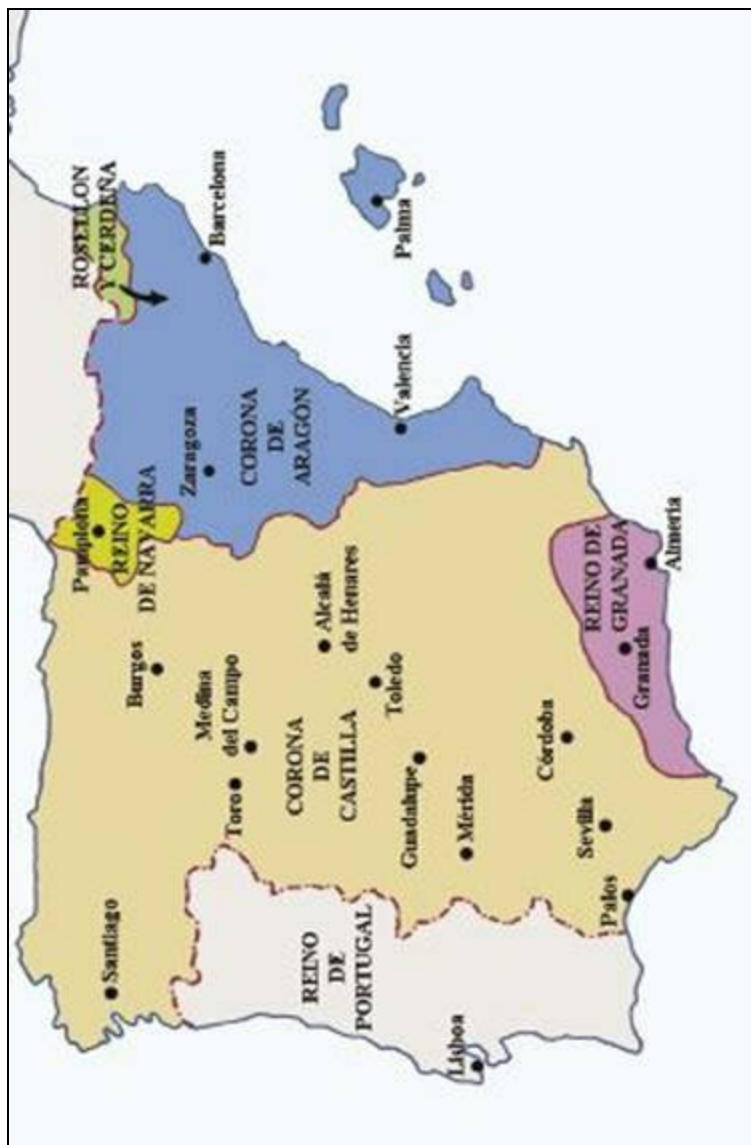 ROSELLON
Y CERDEÑA
Pamplona
REINO
DE NAVARRA
Santiago
Burgos
Zaragoza
Barcelona
Medina
del Campo
Toro
CORONA
DE
ARAGÓN
Palma
Alcalá
de Henares
Valencia
Toledo
CORONA
DE
CASTILLA
REINO
DE
PORTUGAL
Guadalupe
Mérida
Lisboa
Córdoba
Sevilla
Palos
REINO DE
GRANADA
Granada
Almería